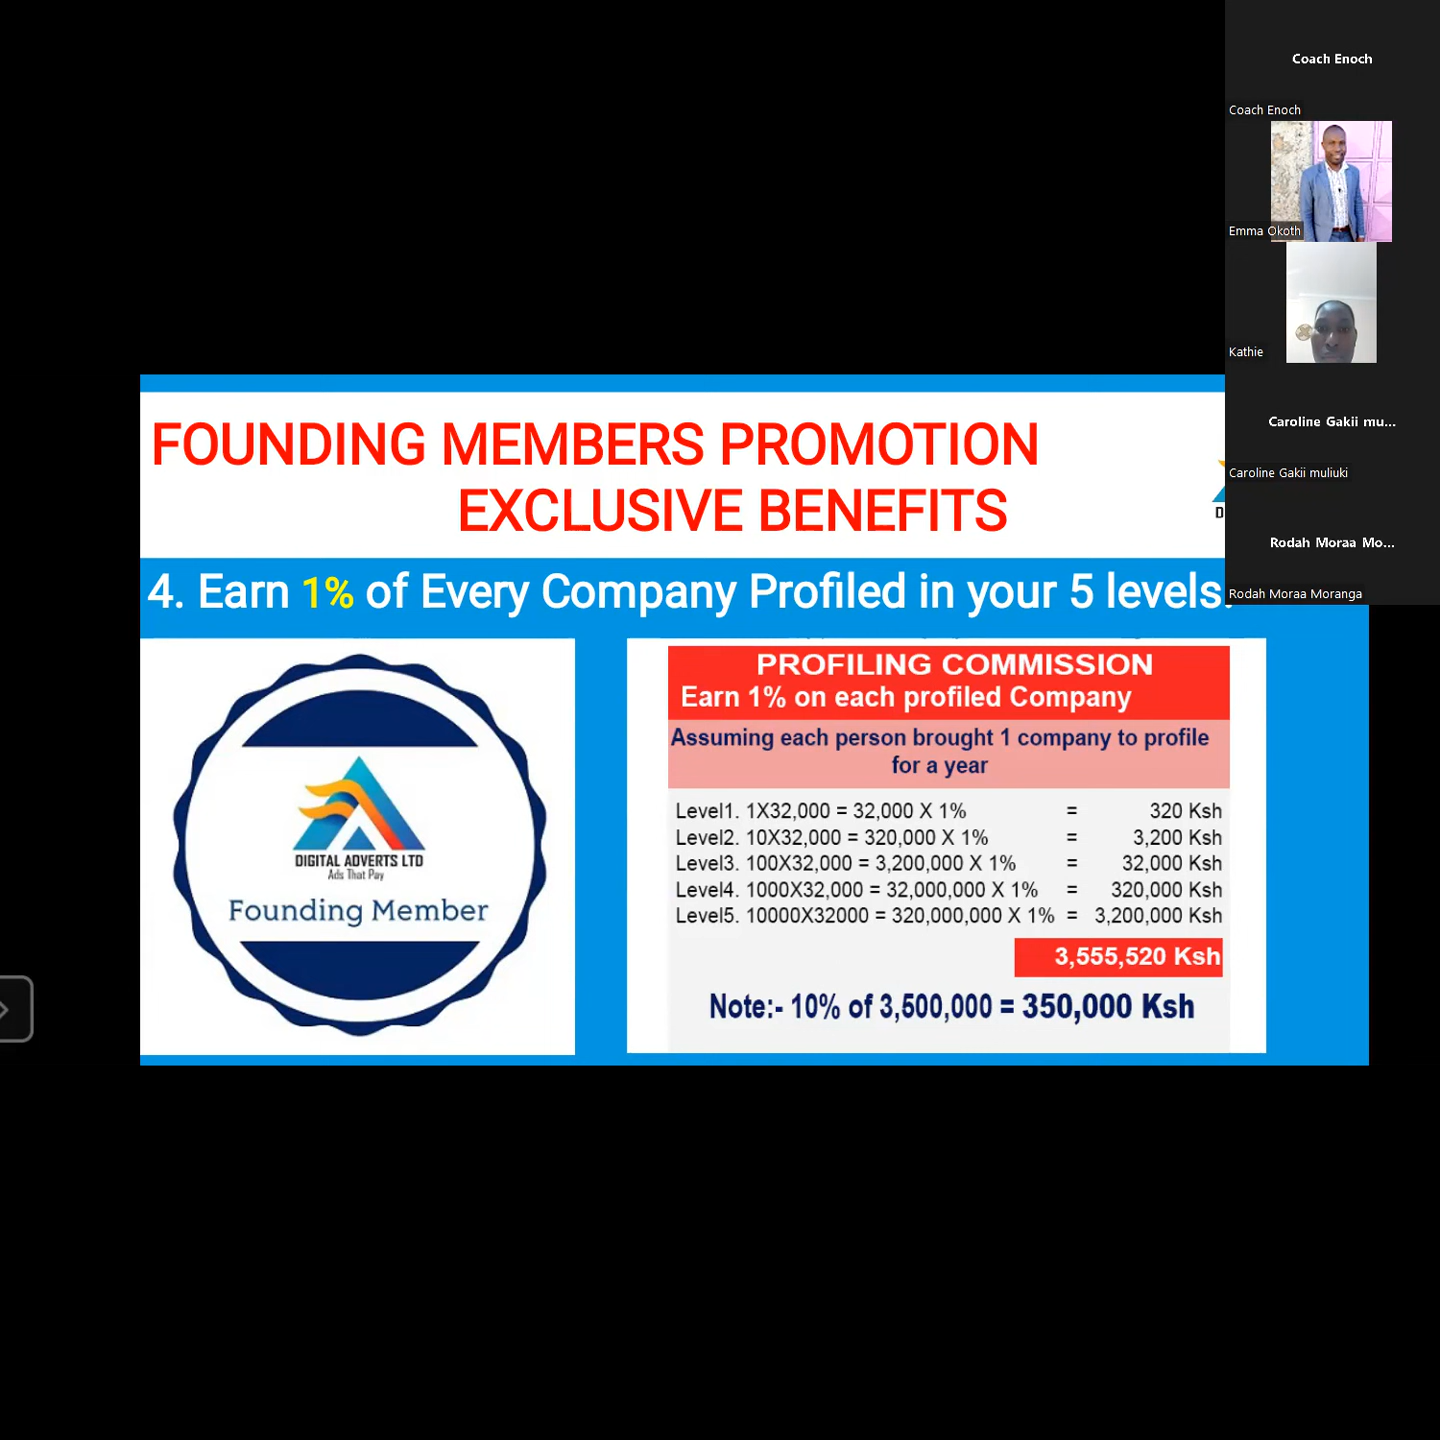 Coach Enoch
Coach Enoch
Emma Okoth
Kathie
Caroline Gakii mu...
Caroline Gakii muliuki
Rodah Moraa Mo...
Rodah Moraa Moranga
FOUNDING MEMBERS PROMOTION
EXCLUSIVE BENEFITS
D
4. Earn 1% of Every Company Profiled in your 5 levels.
DIGITAL ADVERTS LTD
Ads That Pay
Founding Member
PROFILING COMMISSION
Earn 1% on each profiled Company
Assuming each person brought 1 company to profile
for a year
Level1. 1X32,000 = 32,000 X 1% = 320 Ksh
Level2. 10X32,000 = 320,000 X 1% = 3,200 Ksh
Level3. 100X32,000 = 3,200,000 X 1% = 32,000 Ksh
Level4. 1000X32,000 = 32,000,000 X 1% = 320,000 Ksh
Level5. 10000X32000 = 320,000,000 X 1% = 3,200,000 Ksh
3,555,520 Ksh
Note:- 10% of 3,500,000 = 350,000 Ksh